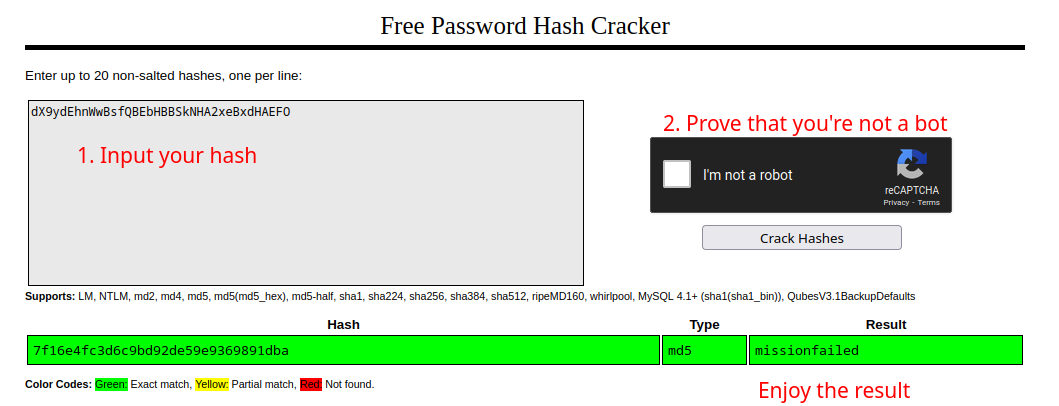 Free Password Hash Cracker
Enter up to 20 non-salted hashes, one per line:
dX9ydEhnWwBsfQBEbHBBSkNHA2xeBxdHAEFO
1. Input your hash
2. Prove that you're not a bot
I'm not a robot
reCAPTCHA
Privacy - Terms
Crack Hashes
Supports: LM, NTLM, md2, md4, md5, md5(md5_hex), md5-half, sha1, sha224, sha256, sha384, sha512, ripeMD160, whirlpool, MySQL 4.1+ (sha1(sha1_bin)), QubesV3.1BackupDefaults
Hash Type Result
7f16e4fc3d6c9bd92de59e9369891dba md5 missionfailed
Color Codes: Green: Exact match, Yellow: Partial match, Red: Not found.
Enjoy the result